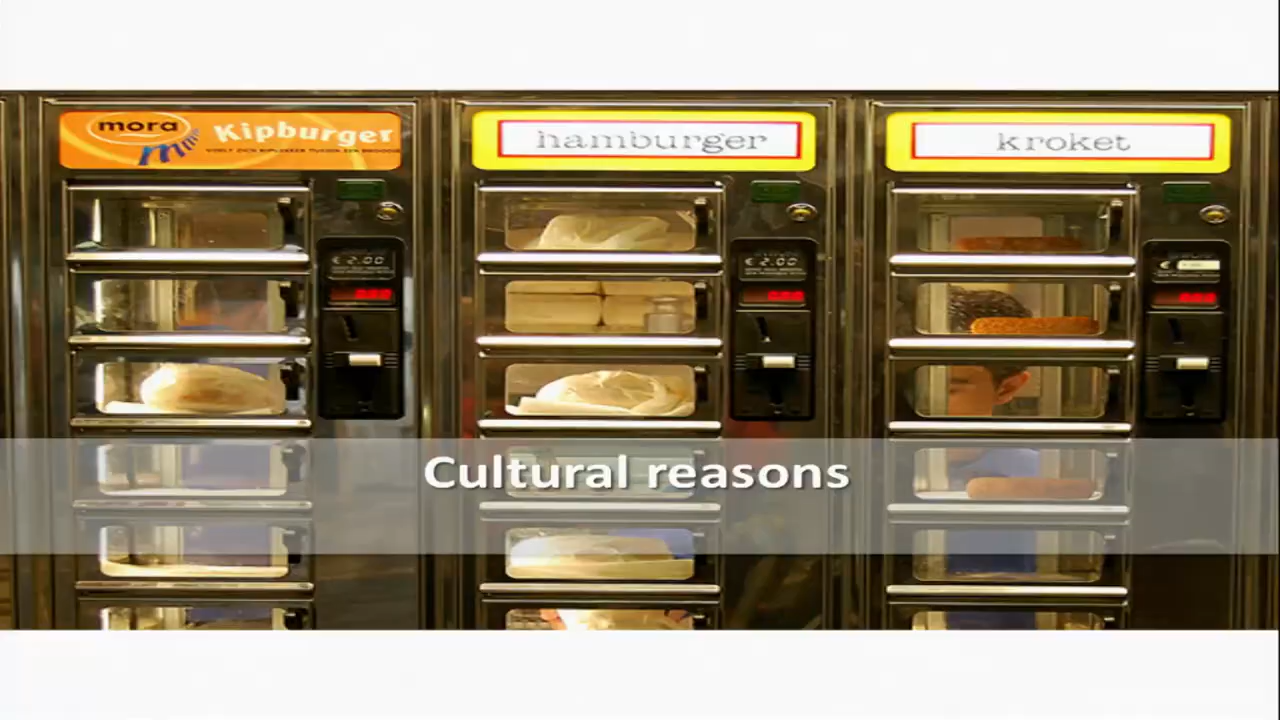 mora
Kipburger
hamburger
kroket
€ 2.00
€ 2.00
€
Cultural reasons